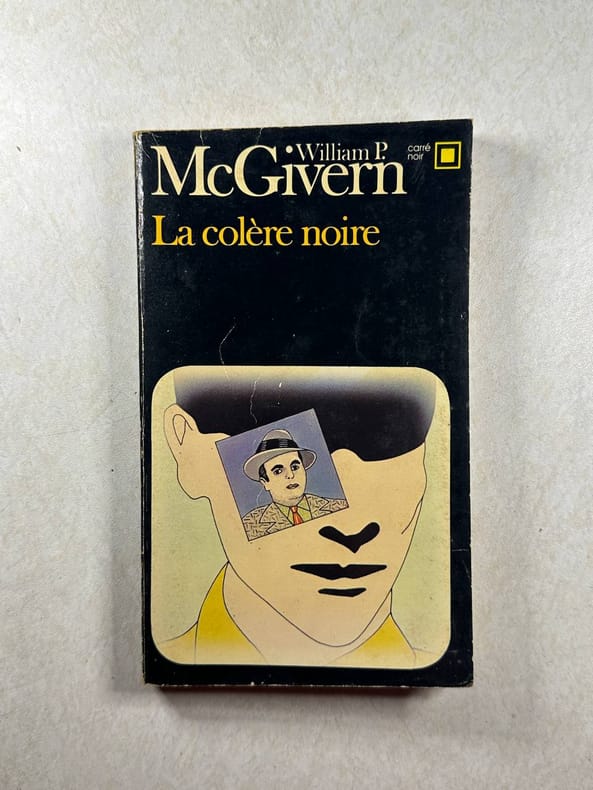 William P.
McGivern
carré
noir
La colère noire